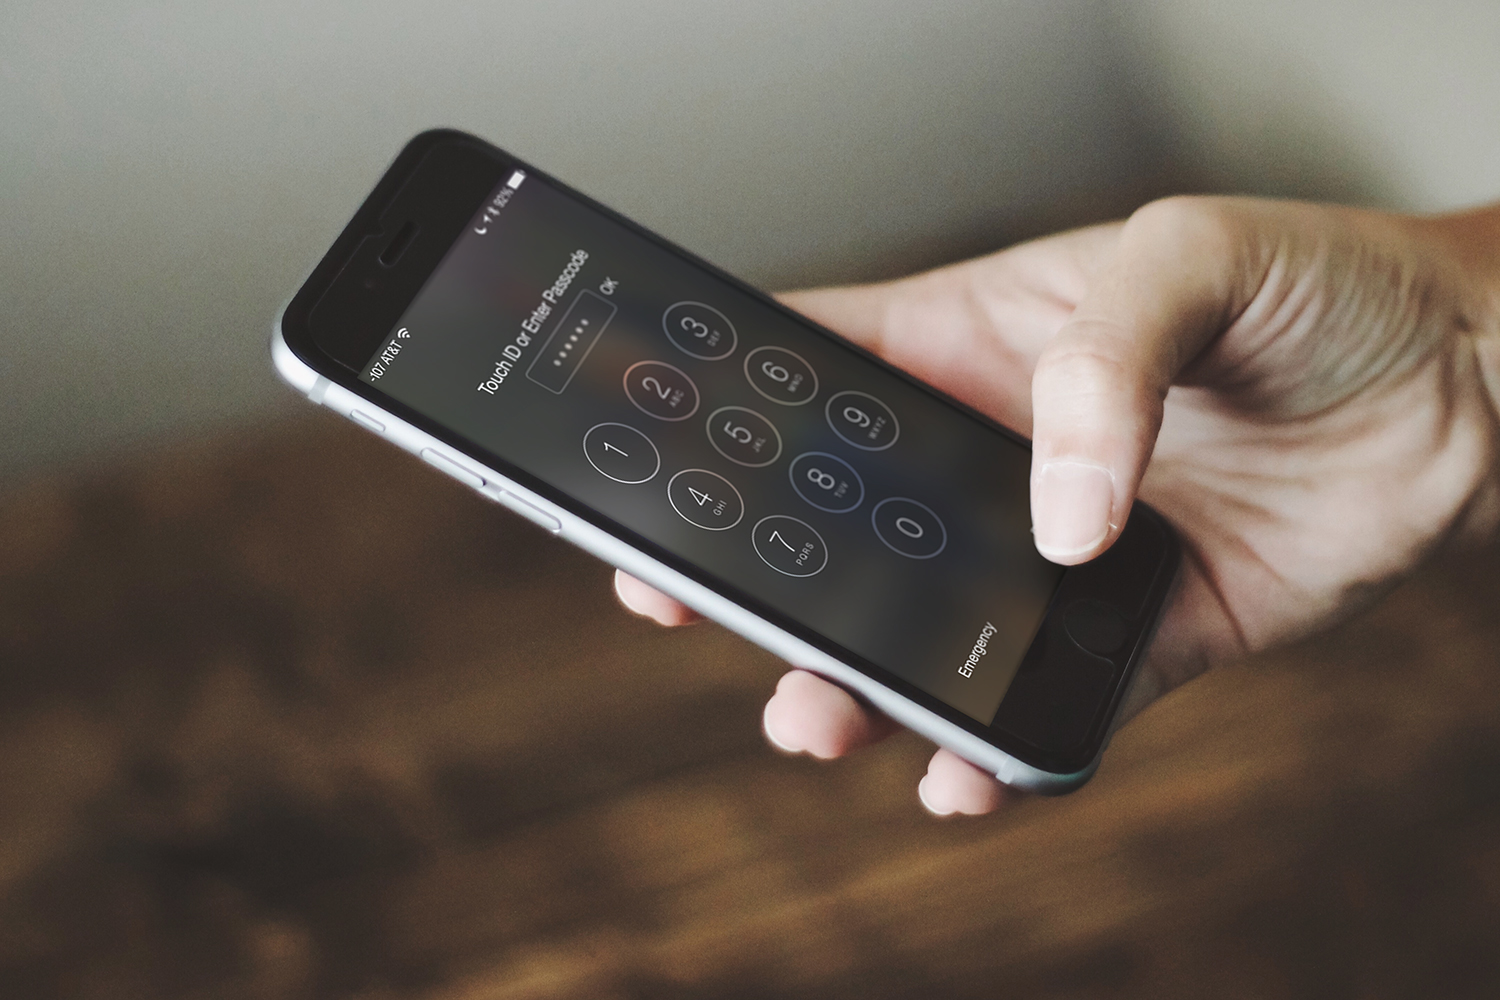 -107 AT&T 92%
Touch ID or Enter Passcode
•••••• OK
1 2 ABC 3 DEF
4 GHI 5 JKL 6 MNO
7 PQRS 8 TUV 9 WXYZ
0
Emergency